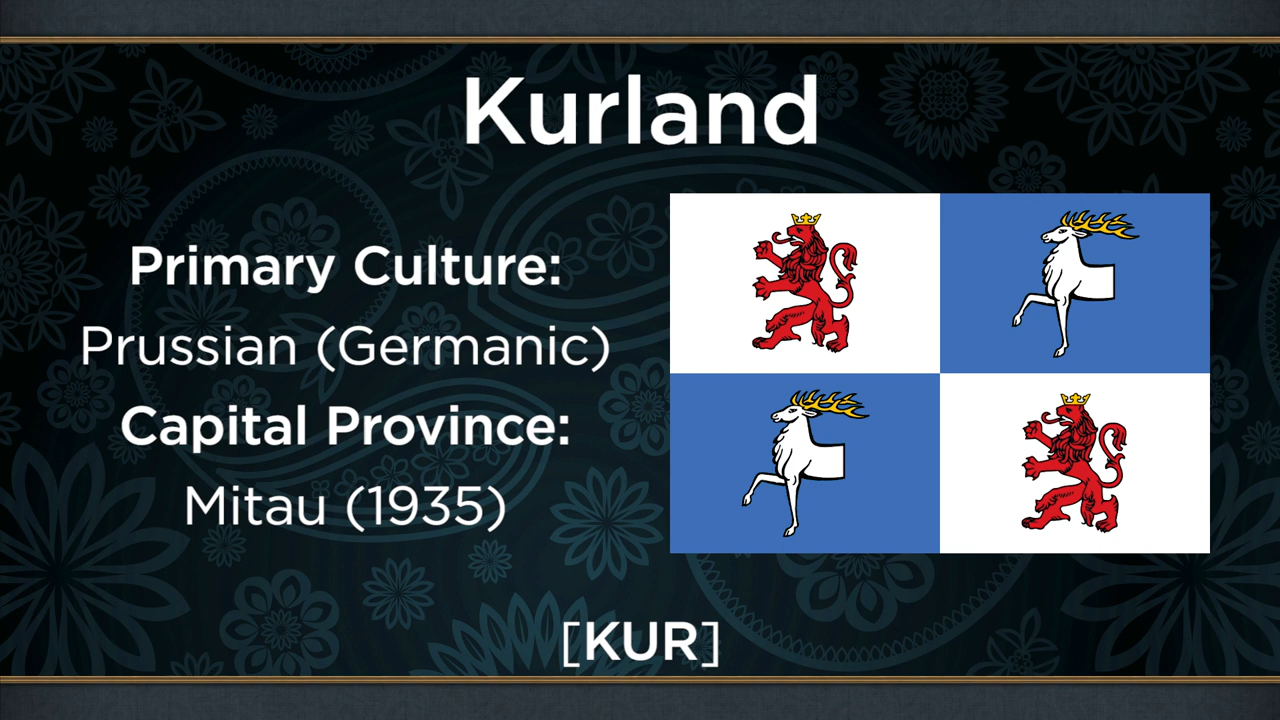 Kurland
Primary Culture:
Prussian (Germanic)
Capital Province:
Mitau (1935)
[KUR]